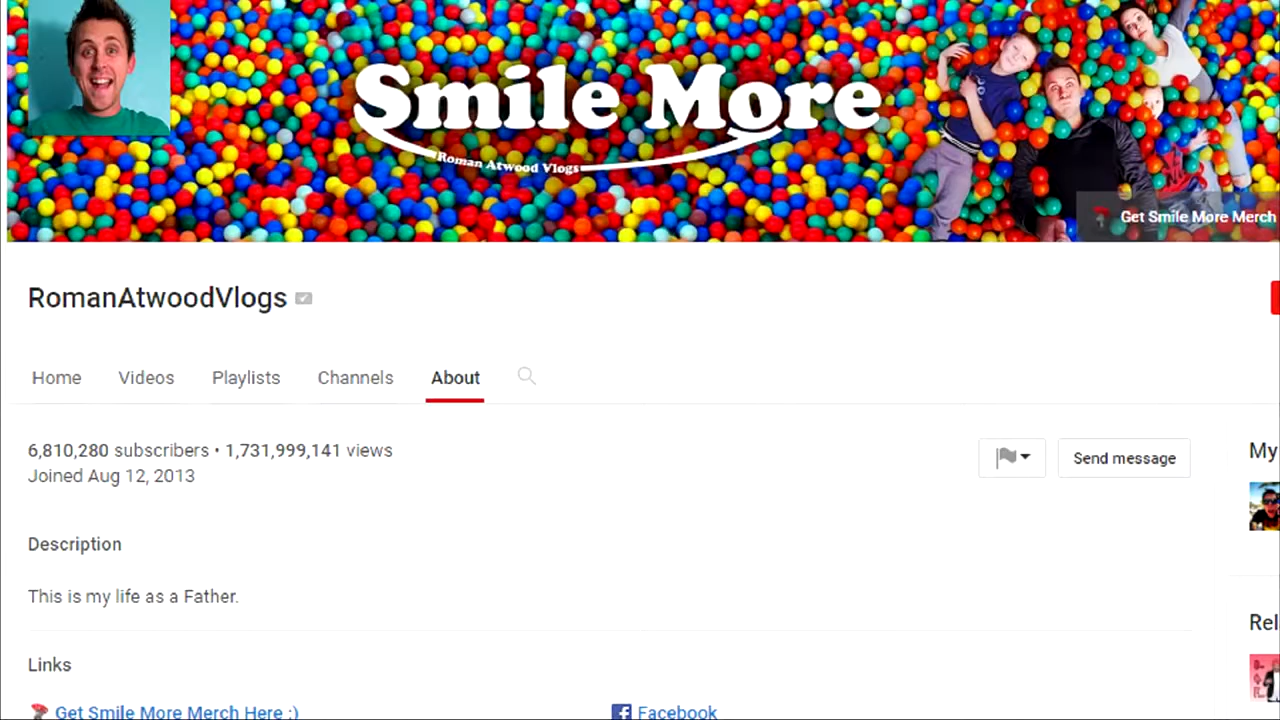 Smile More
Roman Atwood Vlogs
Get Smile More Merch
RomanAtwoodVlogs
Home Videos Playlists Channels About
6,810,280 subscribers • 1,731,999,141 views
Joined Aug 12, 2013
Send message
My
Description
This is my life as a Father.
Rel
Links
Get Smile More Merch Here :) Facebook